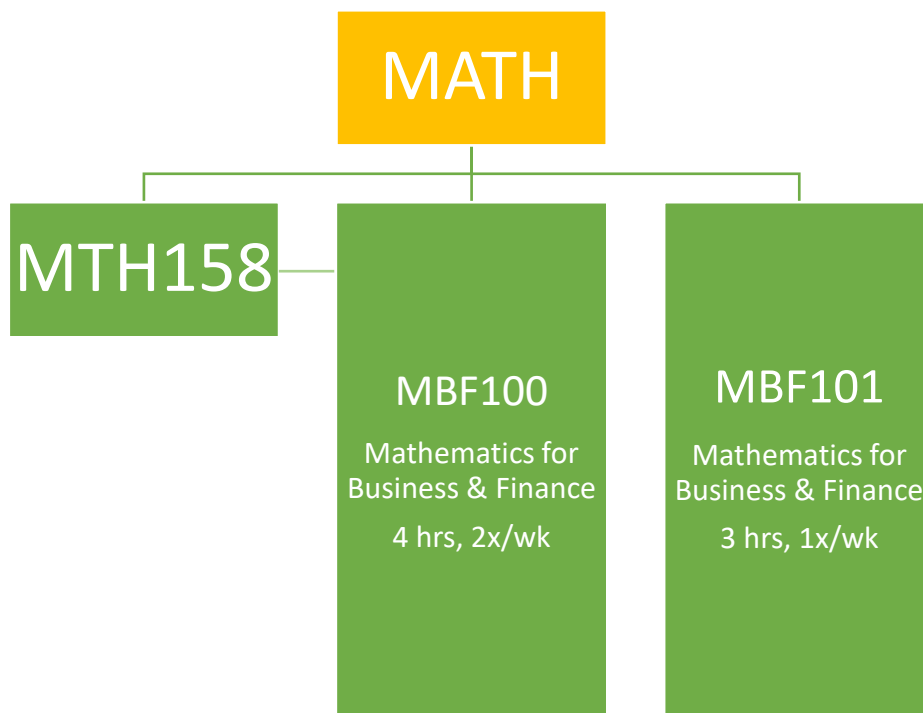 MATH
MTH158
MBF100
Mathematics for
Business & Finance
4 hrs, 2x/wk
MBF101
Mathematics for
Business & Finance
3 hrs, 1x/wk